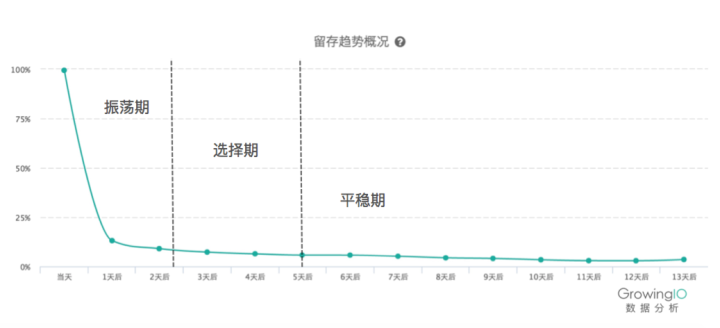 留存趋势概况 ?
100%
75%
50%
25%
0%
振荡期
选择期
平稳期
当天 1天后 2天后 3天后 4天后 5天后 6天后 7天后 8天后 9天后 10天后 11天后 12天后 13天后
GrowingIO
数据分析